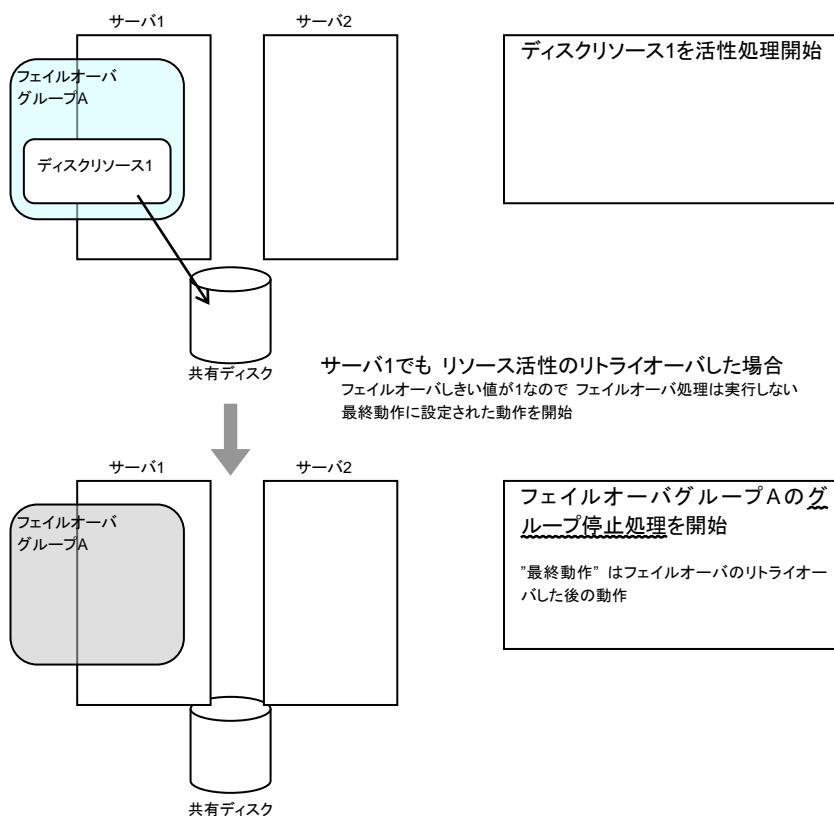 サーバ1
サーバ2
フェイルオーバ
グループA
ディスクリソース1
共有ディスク
ディスクリソース1を活性処理開始
サーバ1でも リソース活性のリトライオーバした場合
フェイルオーバしきい値が1なので フェイルオーバ処理は実行しない
最終動作に設定された動作を開始
サーバ1
サーバ2
フェイルオーバ
グループA
共有ディスク
フェイルオーバグループAのグ
ループ停止処理を開始
”最終動作” はフェイルオーバのリトライオー
バした後の動作